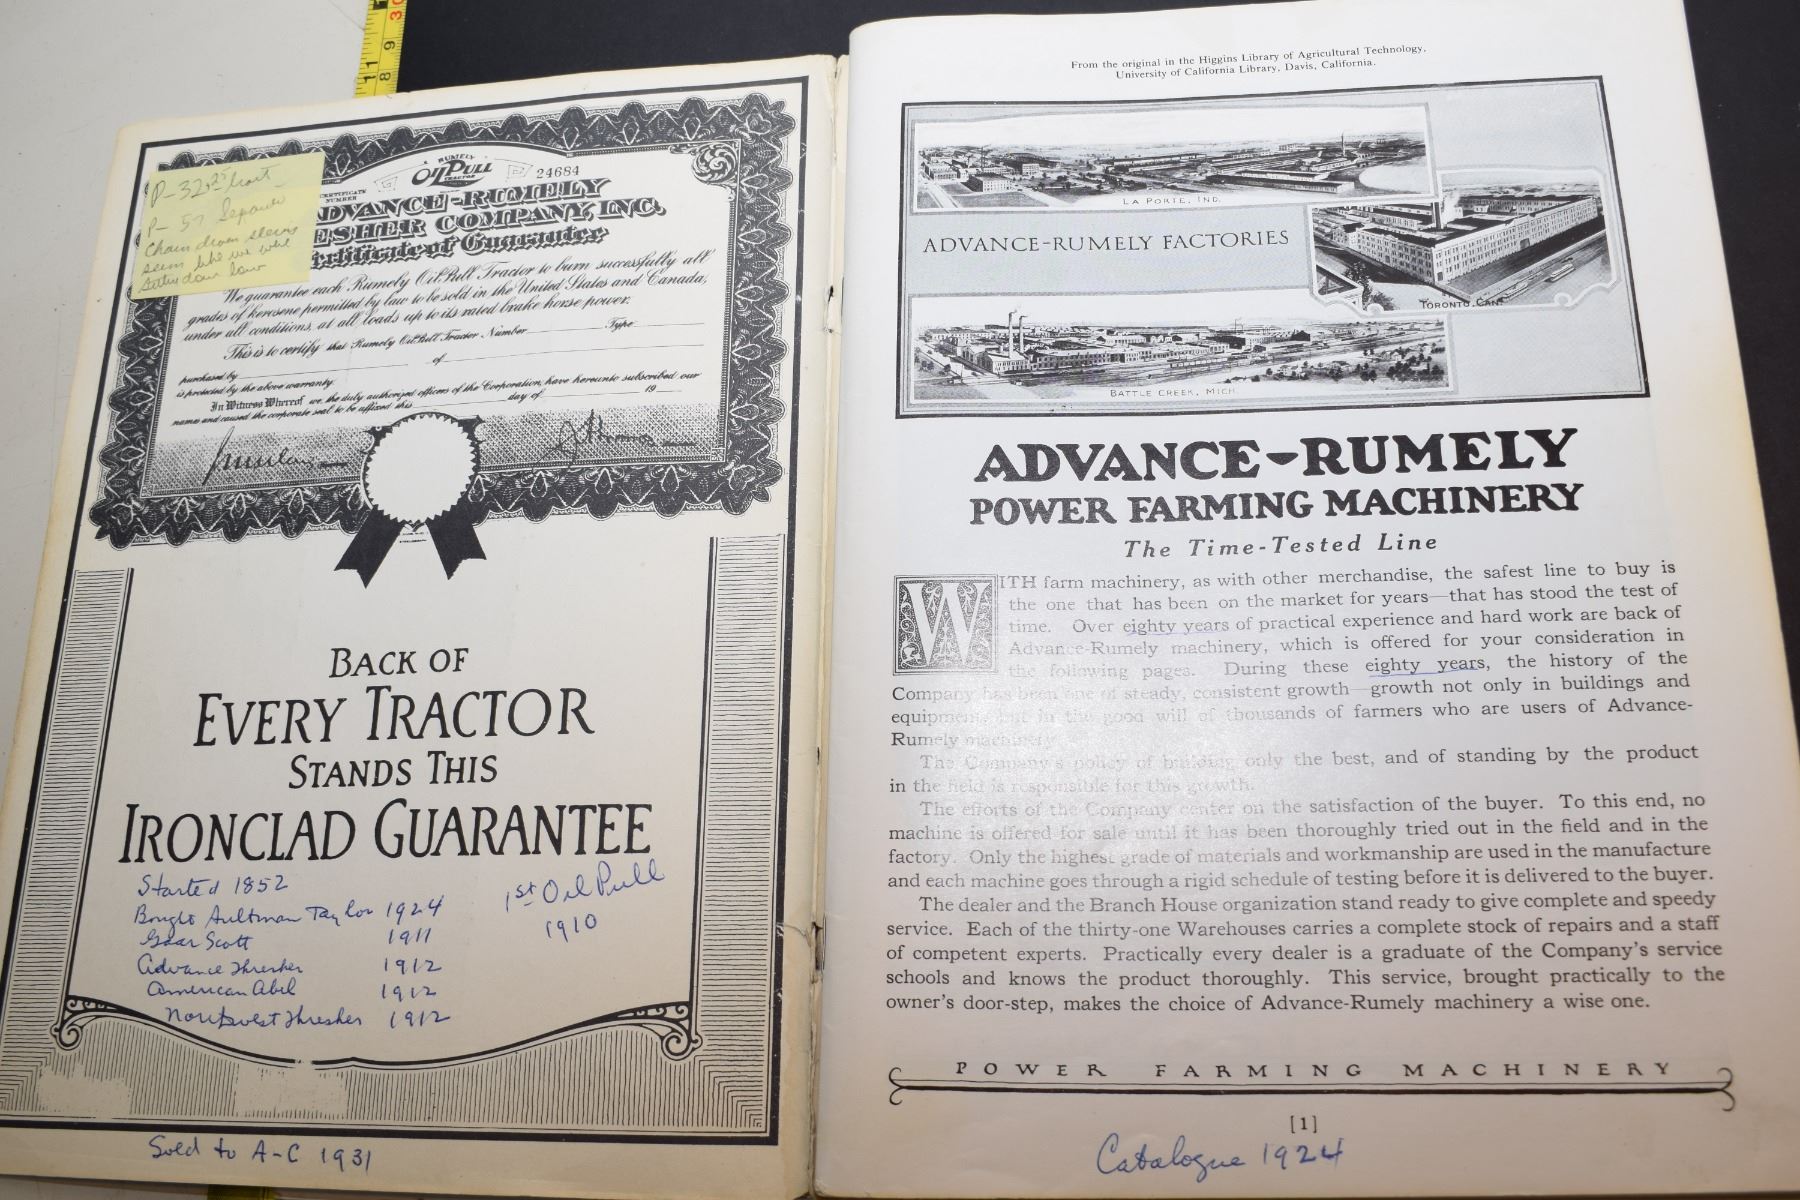 11 9 30
8
P-32.25
P-57
RUMELY
OILPULL
TRACTOR
CERTIFICATE NUMBER
24684
ADVANCE-RUMELY
THRESHER COMPANY, INC.
Certificate of Guarantee
We guarantee each Rumely OilPull Tractor to burn successfully all
grades of kerosene permitted by law to be sold in the United States and Canada,
under all conditions, at all loads up to its rated brake horse power.
This is to certify that Rumely OilPull Tractor Number Type
purchased by of
is protected by the above warranty.
In Witness Whereof we, the duly authorized officers of the Corporation, have hereunto subscribed our
names and caused the corporate seal to be affixed this day of 19
BACK OF
EVERY TRACTOR
STANDS THIS
IRONCLAD GUARANTEE
Started 1852
Bought Aultman Taylor 1924
Gaar Scott 1911
Advance Thresher 1912
American Abel 1912
Northwest Thresher 1912
1st Oil Pull
1910
Sold to A-C 1931
From the original in the Higgins Library of Agricultural Technology,
University of California Library, Davis, California.
LA PORTE, IND.
ADVANCE-RUMELY FACTORIES
TORONTO, CAN.
BATTLE CREEK, MICH.
ADVANCE-RUMELY
POWER FARMING MACHINERY
The Time-Tested Line
WITH farm machinery, as with other merchandise, the safest line to buy is
the one that has been on the market for years—that has stood the test of
time. Over eighty years of practical experience and hard work are back of
Advance-Rumely machinery, which is offered for your consideration in
the following pages. During these eighty years, the history of the
Company has been one of steady, consistent growth—growth not only in buildings and
equipment, but in the good will of thousands of farmers who are users of Advance-
Rumely machinery.
The Company's policy of building only the best, and of standing by the product
in the field is responsible for this growth.
The efforts of the Company center on the satisfaction of the buyer. To this end, no
machine is offered for sale until it has been thoroughly tried out in the field and in the
factory. Only the highest grade of materials and workmanship are used in the manufacture
and each machine goes through a rigid schedule of testing before it is delivered to the buyer.
The dealer and the Branch House organization stand ready to give complete and speedy
service. Each of the thirty-one Warehouses carries a complete stock of repairs and a staff
of competent experts. Practically every dealer is a graduate of the Company's service
schools and knows the product thoroughly. This service, brought practically to the
owner's door-step, makes the choice of Advance-Rumely machinery a wise one.
POWER FARMING MACHINERY
[1]
Catalogue 1924